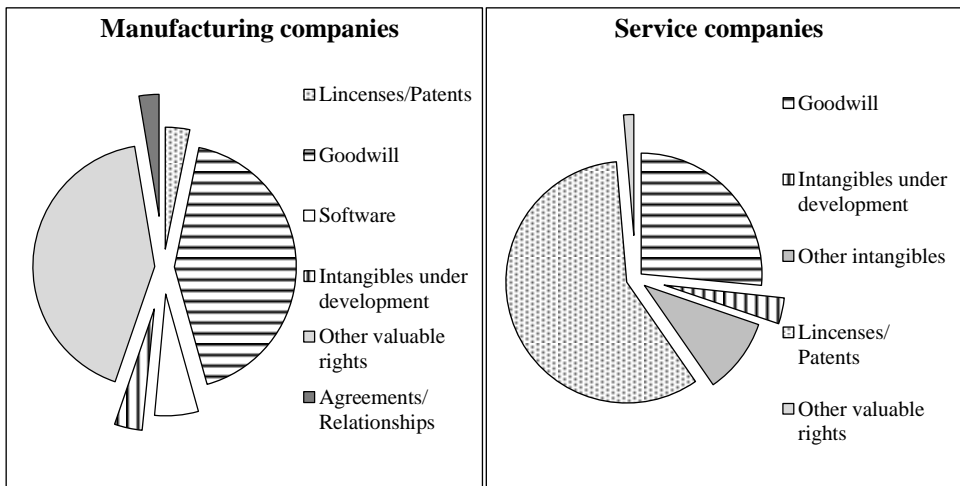 Manufacturing companies
Lincenses/Patents
Goodwill
Software
Intangibles under
development
Other valuable
rights
Agreements/
Relationships
Service companies
Goodwill
Intangibles under
development
Other intangibles
Lincenses/
Patents
Other valuable
rights